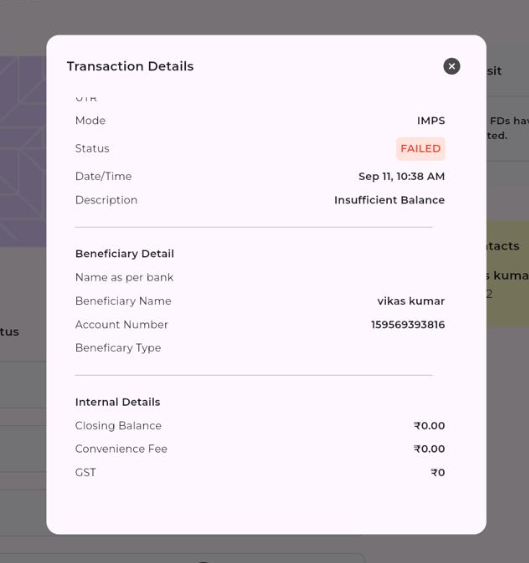 Transaction Details
sit
UTR
FDs hav
ted.
Mode IMPS
Status FAILED
Date/Time Sep 11, 10:38 AM
Description Insufficient Balance
Beneficiary Detail
ntacts
Name as per bank
s kuma
Beneficiary Name vikas kumar
2
Account Number 159569393816
tus
Beneficary Type
Internal Details
Closing Balance ₹0.00
Convenience Fee ₹0.00
GST ₹0